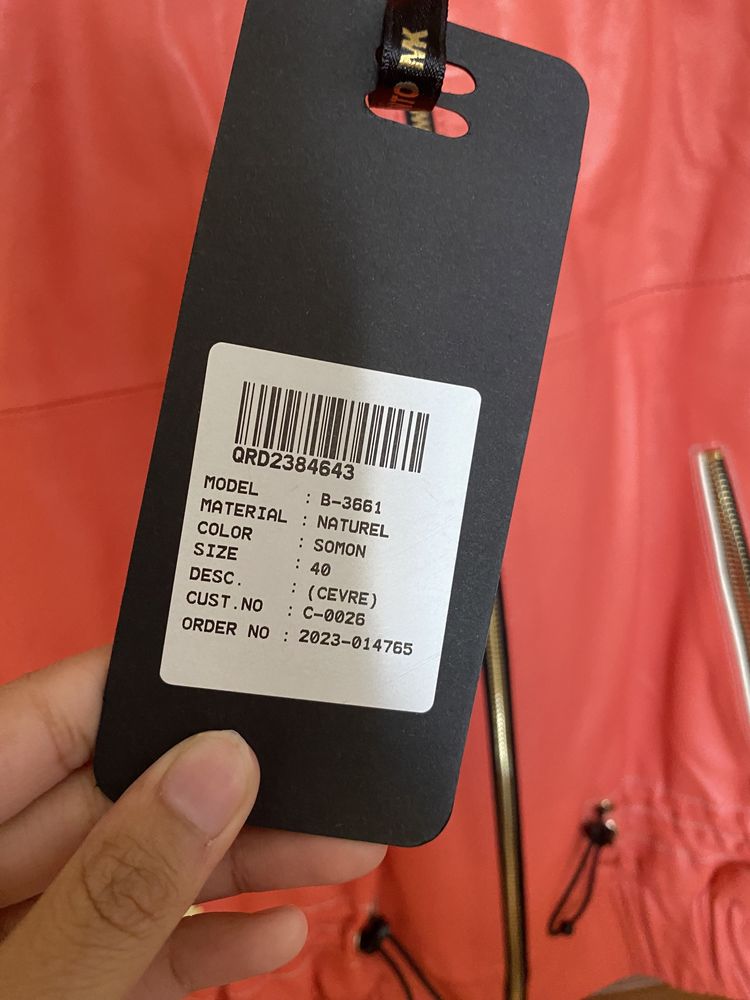 QRD2384643
MODEL : B-3661
MATERIAL : NATUREL
COLOR : SOMON
SIZE : 40
DESC. : (CEVRE)
CUST.NO : C-0026
ORDER NO : 2023-014765